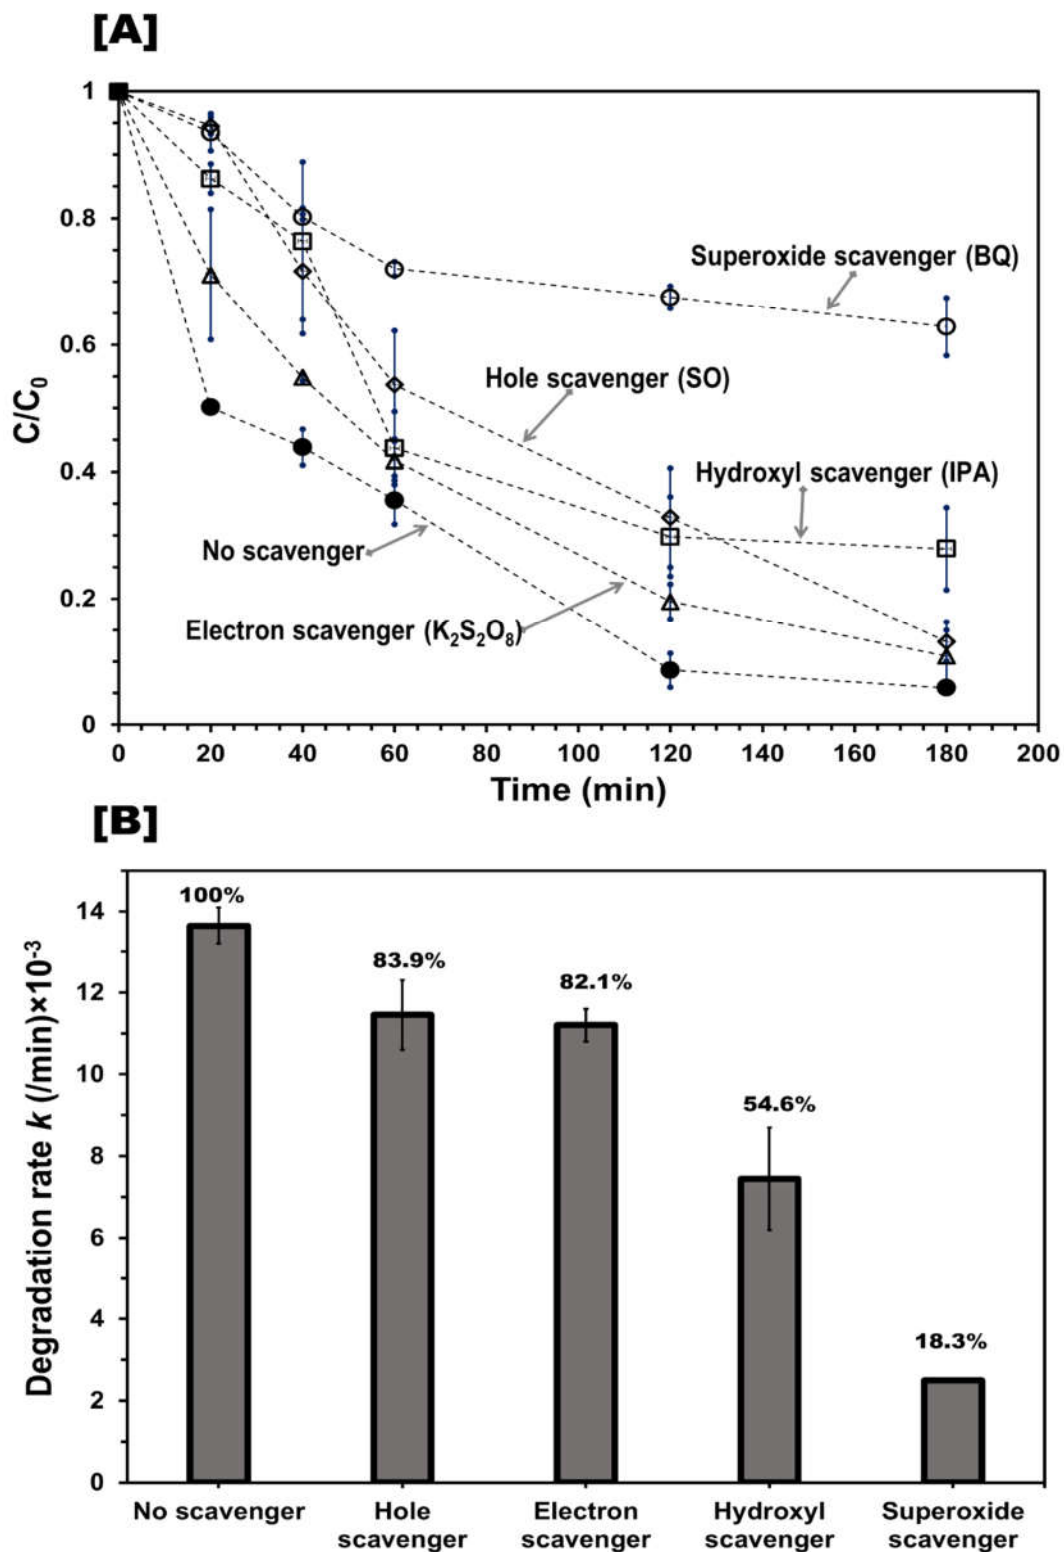 [A]
1
0.8
0.6
0.4
0.2
0
C/C₀
Superoxide scavenger (BQ)
Hole scavenger (SO)
Hydroxyl scavenger (IPA)
No scavenger
Electron scavenger (K₂S₂O₈)
0 20 40 60 80 100 120 140 160 180 200
Time (min)
[B]
14
12
10
8
6
4
2
0
Degradation rate k (/min)×10⁻³
100%
83.9%
82.1%
54.6%
18.3%
No scavenger
Hole
scavenger
Electron
scavenger
Hydroxyl
scavenger
Superoxide
scavenger